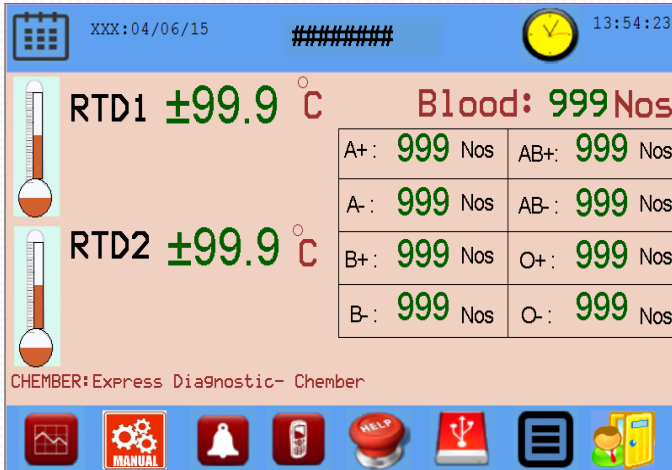 XXX:04/06/15 ######### 13:54:23
RTD1 ±99.9 °C
Blood: 999 Nos
A+: 999 Nos AB+: 999 Nos
A-: 999 Nos AB-: 999 Nos
RTD2 ±99.9 °C
B+: 999 Nos O+: 999 Nos
B-: 999 Nos O-: 999 Nos
CHEMBER:Express Diagnostic- Chember
MANUAL
HELP